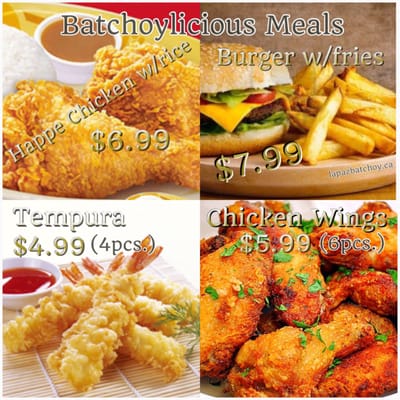 Batchoylicious Meals
Happe Chicken w/rice
$6.99
Burger w/fries
$7.99
lapazbatchoy.ca
Tempura
$4.99 (4pcs.)
Chicken Wings
$5.99 (6pcs.)